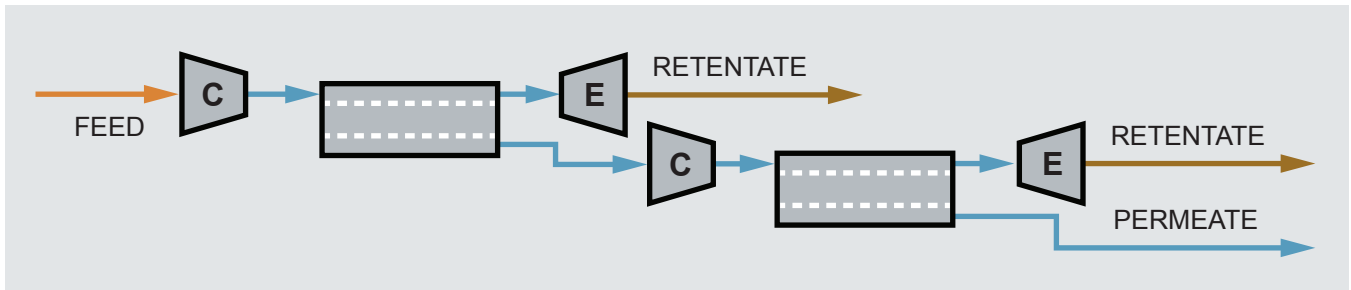 FEED
C
E
RETENTATE
C
E
RETENTATE
PERMEATE